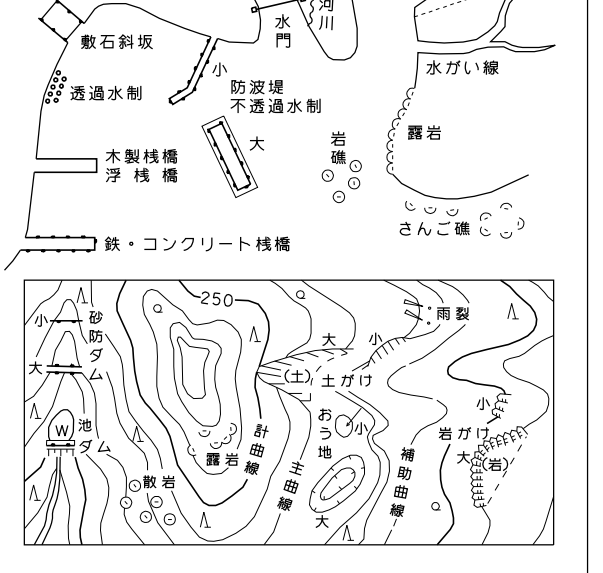 河川
水門
敷石斜坂
小
水がい線
透過水制
防波堤
不透過水制
露岩
大
岩礁
木製桟橋
浮桟橋
さんご礁
鉄・コンクリート桟橋
250
雨裂
小
砂防ダム
大
小
大
(土)
土がけ
小
おう地
小
池
ダム
W
計曲線
岩がけ
大
(岩)
露岩
主曲線
補助曲線
散岩
大